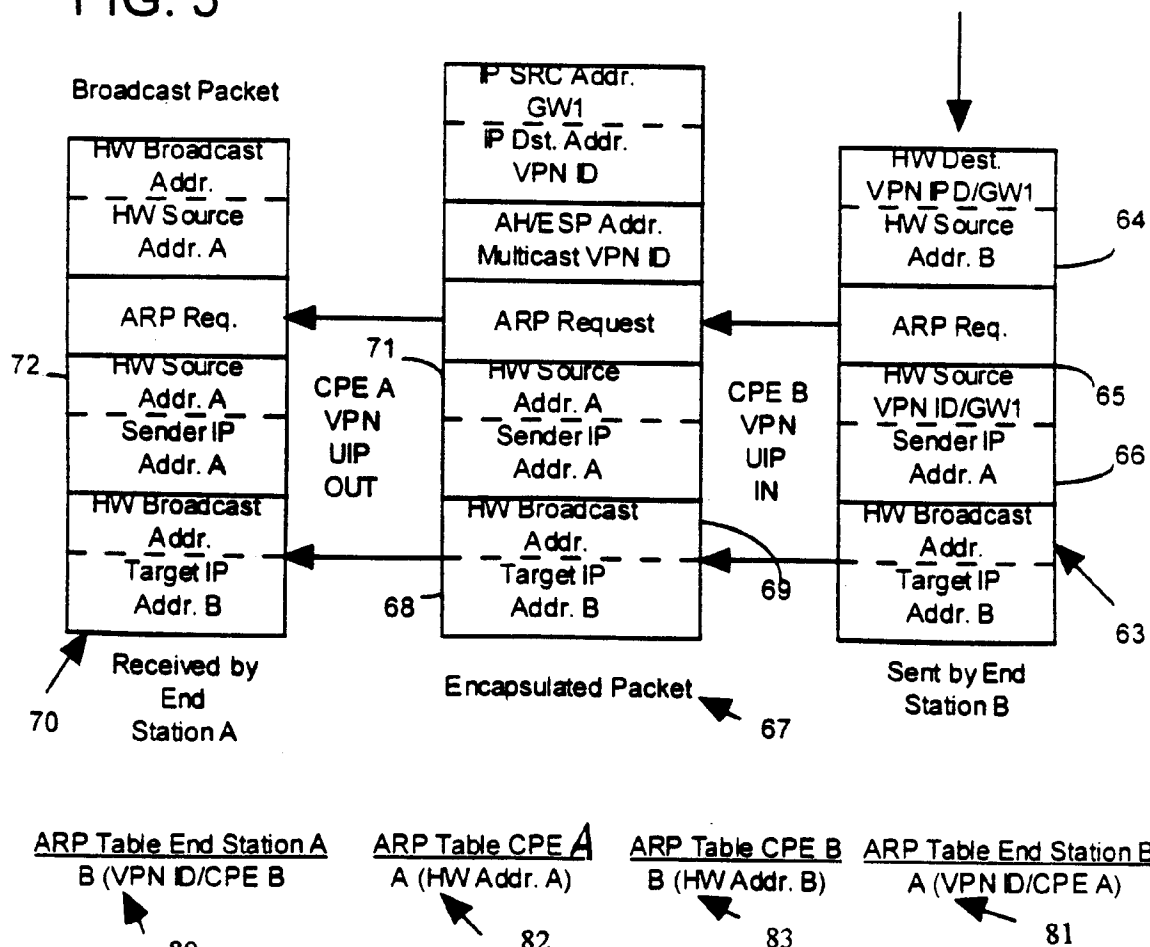 FIG. 5
Broadcast Packet
HW Broadcast
Addr.
HW Source
Addr. A
ARP Req.
HW Source
Addr. A
Sender IP
Addr. A
HW Broadcast
Addr.
Target IP
Addr. B
72
70
Received by
End
Station A
CPE A
VPN
UIP
OUT
IP SRC Addr.
GW1
IP Dst. Addr.
VPN ID
AH/ESP Addr.
Multicast VPN ID
ARP Request
HW Source
Addr. A
Sender IP
Addr. A
HW Broadcast
Addr.
Target IP
Addr. B
71
68
69
Encapsulated Packet
67
CPE B
VPN
UIP
IN
HW Dest.
VPN IP D/GW1
HW Source
Addr. B
ARP Req.
HW Source
VPN ID/GW1
Sender IP
Addr. A
HW Broadcast
Addr.
Target IP
Addr. B
64
65
66
63
Sent by End
Station B
ARP Table End Station A
B (VPN ID/CPE B
80
ARP Table CPE A
A (HW Addr. A)
82
ARP Table CPE B
B (HW Addr. B)
83
ARP Table End Station B
A (VPN ID/CPE A)
81